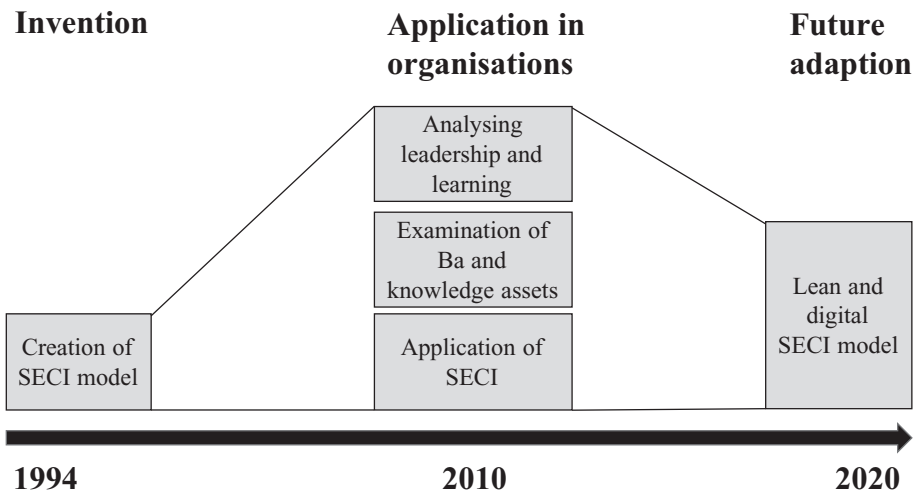 Invention
Application in
organisations
Future
adaption
Analysing
leadership and
learning
Examination of
Ba and
knowledge assets
Creation of
SECI model
Application of
SECI
Lean and
digital
SECI model
1994
2010
2020